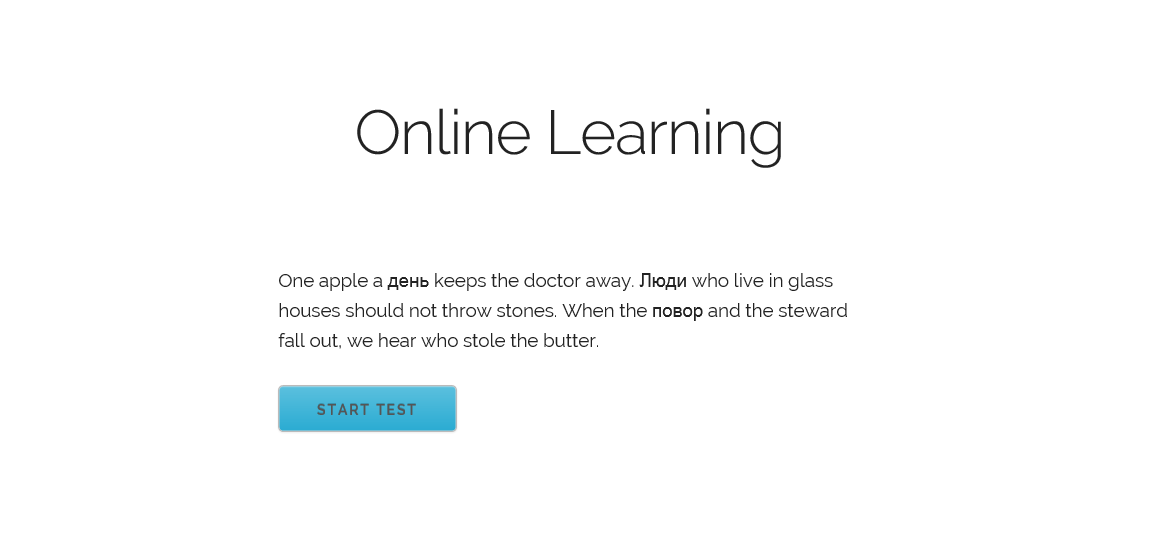 Online Learning
One apple a день keeps the doctor away. Люди who live in glass
houses should not throw stones. When the повор and the steward
fall out, we hear who stole the butter.
START TEST